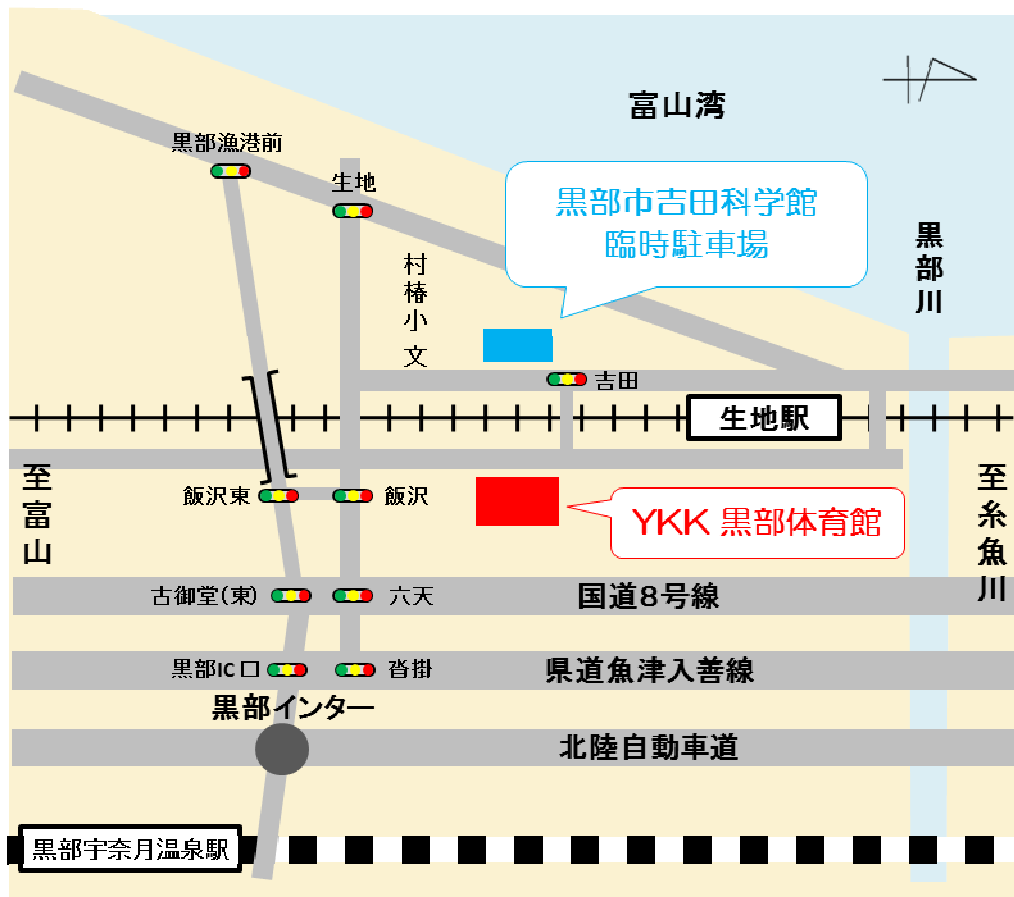 富山湾
黒部漁港前
生地
黒部市吉田科学館
臨時駐車場
黒部川
村椿小
文
吉田
生地駅
至富山
至糸魚川
飯沢東
飯沢
YKK 黒部体育館
古御堂(東)
六天
国道8号線
黒部IC口
沓掛
県道魚津入善線
黒部インター
北陸自動車道
黒部宇奈月温泉駅